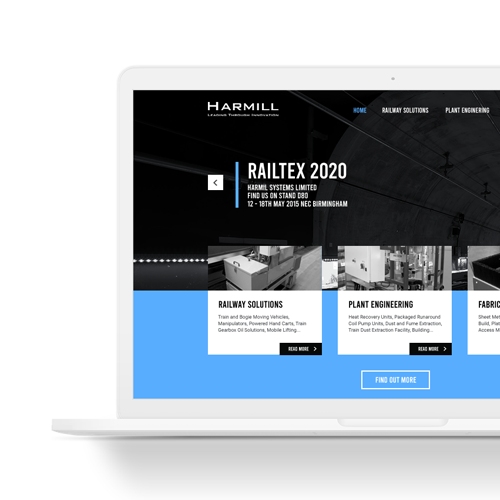 HARMILL
HOME RAILWAY SOLUTIONS PLANT ENGINEERING
RAILTEX 2020
HARMIL SYSTEMS LIMITED
FIND US ON STAND D80
12 - 18TH MAY 2015 NEC BIRMINGHAM
RAILWAY SOLUTIONS
Train and Bogie Moving Vehicles,
Manipulators, Powered Hand Carts, Train
Gearbox Oil Solutions, Mobile Lifting...
READ MORE
PLANT ENGINEERING
Heat Recovery Units, Packaged Runaround
Coil Pump Units, Dust and Fume Extraction,
Train Dust Extraction Facility, Building...
READ MORE
FABRIC
Sheet Met
Build, Pla
Access M
FIND OUT MORE